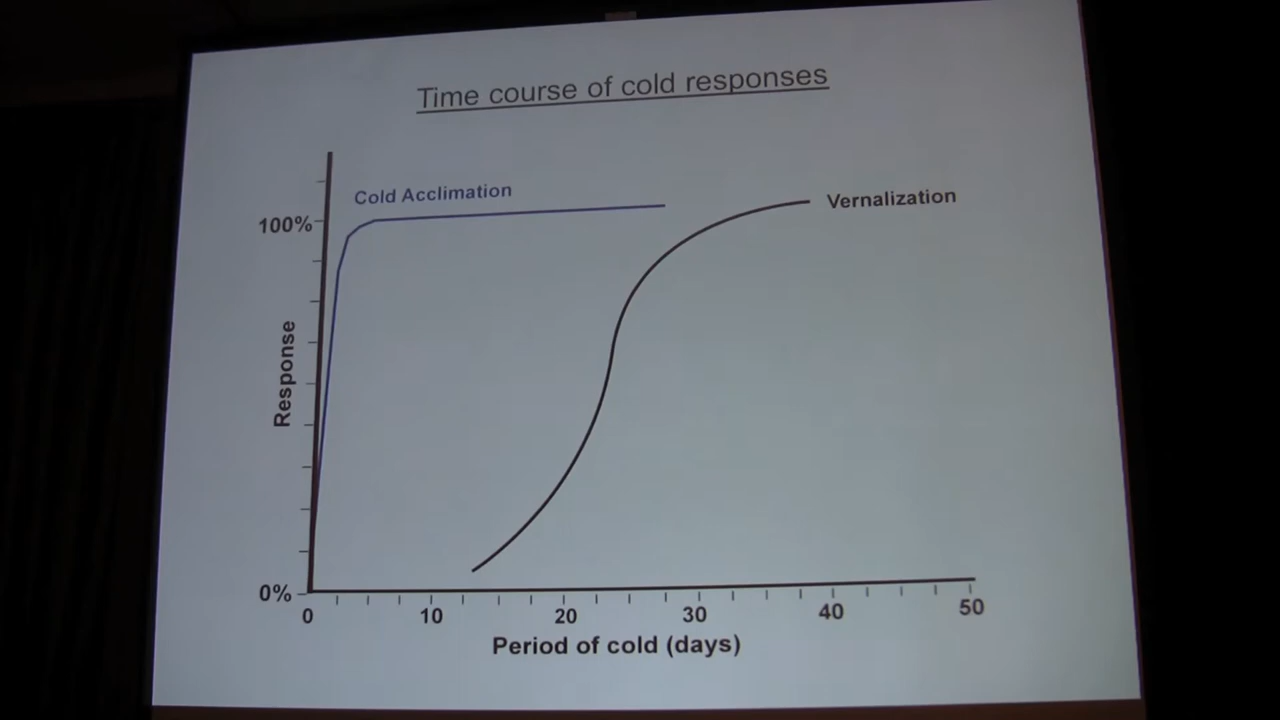 Time course of cold responses
Cold Acclimation
Vernalization
100%
Response
0%
0 10 20 30 40 50
Period of cold (days)